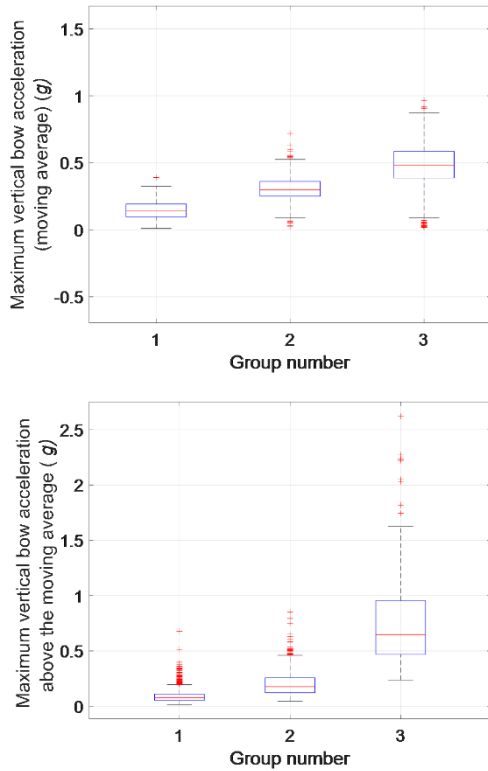 Maximum vertical bow acceleration
(moving average) (g)
1.5
1
0.5
0
-0.5
1 2 3
Group number
Maximum vertical bow acceleration
above the moving average ( g)
2.5
2
1.5
1
0.5
0
1 2 3
Group number